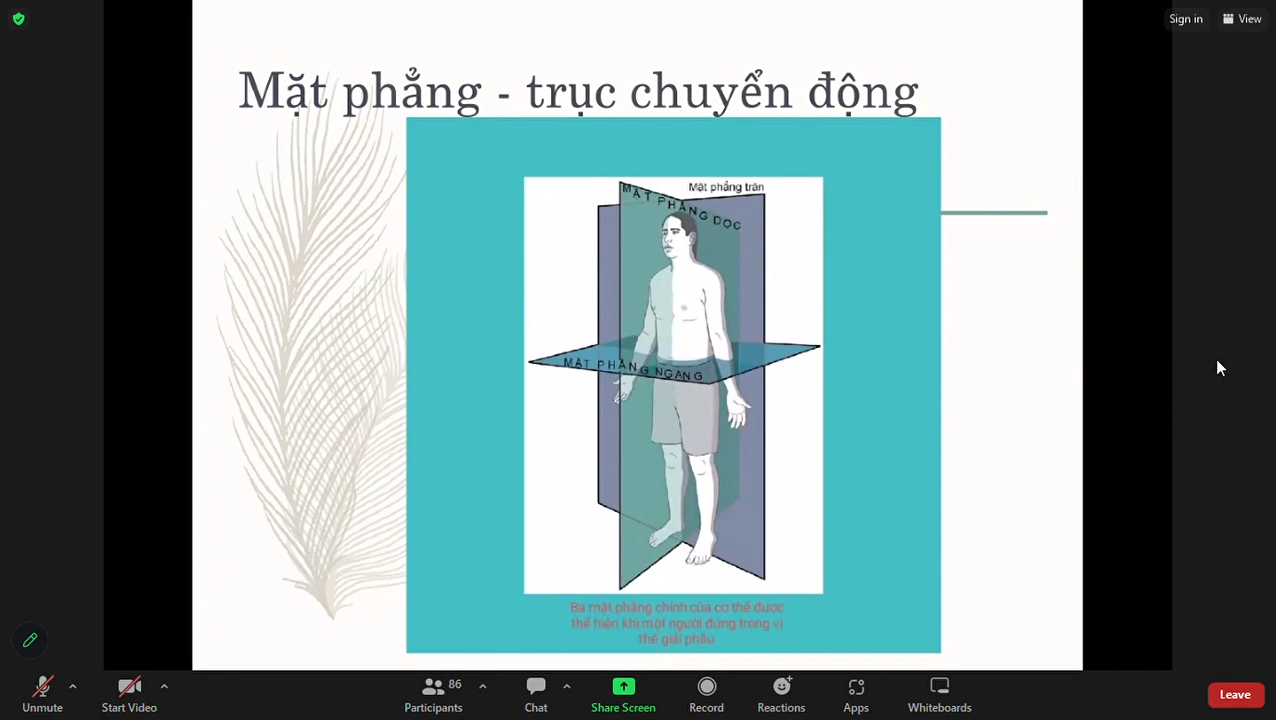 Sign in
View
Mặt phẳng - trục chuyển động
Mặt phẳng trán
MẶT PHẲNG DỌC
MẶT PHẲNG NGANG
Ba mặt phẳng chính của cơ thể được
thể hiện khi một người đứng trong vị
thế giải phẫu
86
Unmute
Start Video
Participants
Chat
Share Screen
Record
Reactions
Apps
Whiteboards
Leave